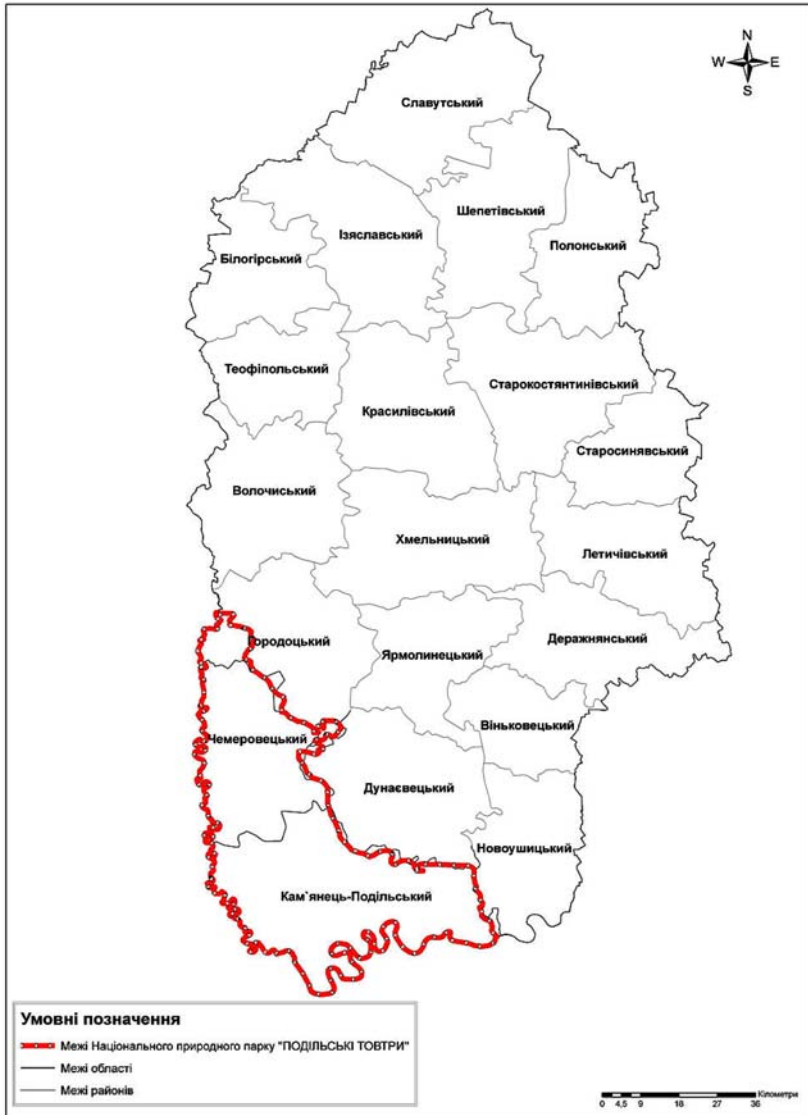 N
W E
S
Славутський
Шепетівський
Ізяславський
Полонський
Білогірський
Теофіпольський
Старокостянтинівський
Красилівський
Старосинявський
Волочиський
Хмельницький
Летичівський
Городоцький
Деражнянський
Ярмолинецький
Віньковецький
Чемеровецький
Дунаєвецький
Новоушицький
Кам`янець-Подільський
Умовні позначення
Межі Національного природного парку "ПОДІЛЬСЬКІ ТОВТРИ"
Межі області
Межі районів
Кілометри
0 4,5 9 18 27 36